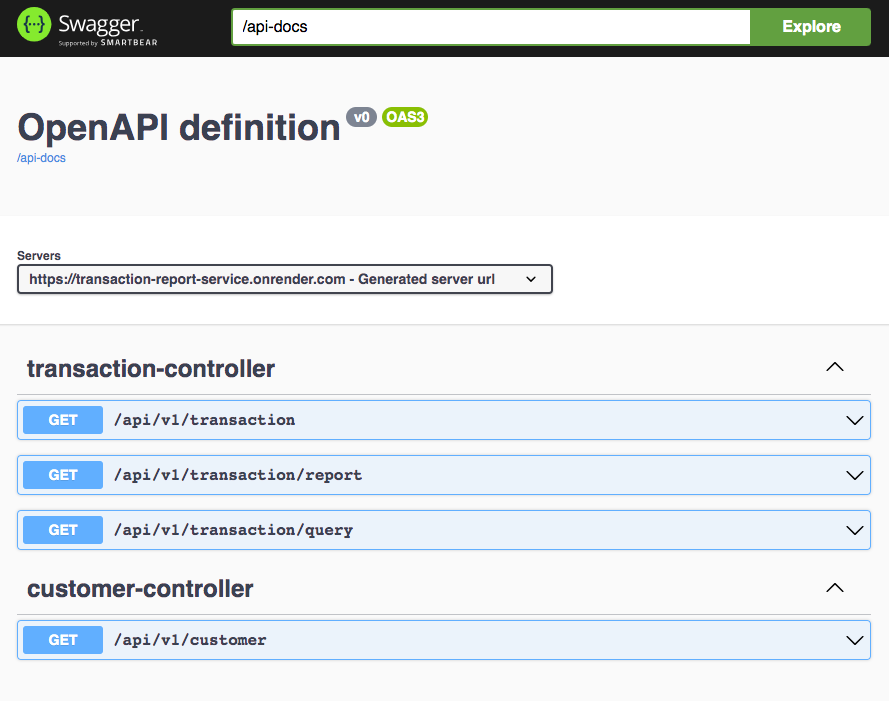 Swagger.
Supported by SMARTBEAR
/api-docs
Explore
OpenAPI definition v0 OAS3
/api-docs
Servers
https://transaction-report-service.onrender.com - Generated server url
transaction-controller
GET /api/v1/transaction
GET /api/v1/transaction/report
GET /api/v1/transaction/query
customer-controller
GET /api/v1/customer